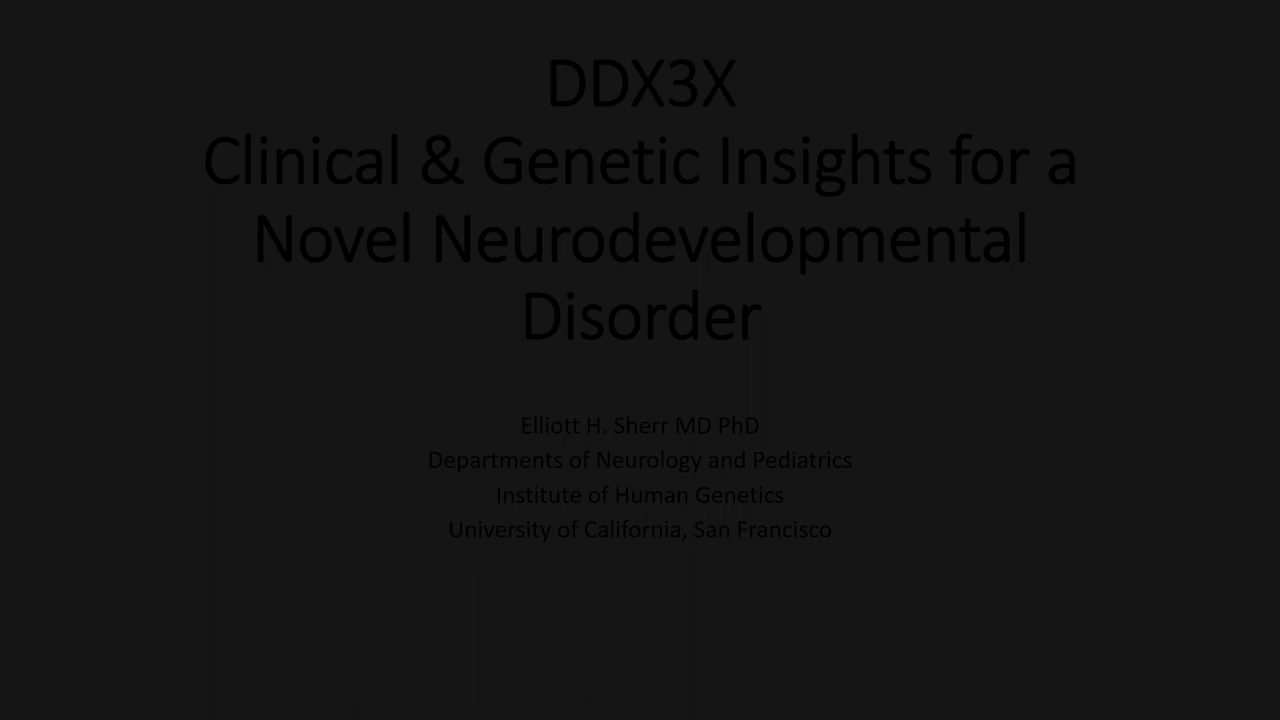 DDX3X
Clinical & Genetic Insights for a
Novel Neurodevelopmental
Disorder
Elliott H. Sherr MD PhD
Departments of Neurology and Pediatrics
Institute of Human Genetics
University of California, San Francisco